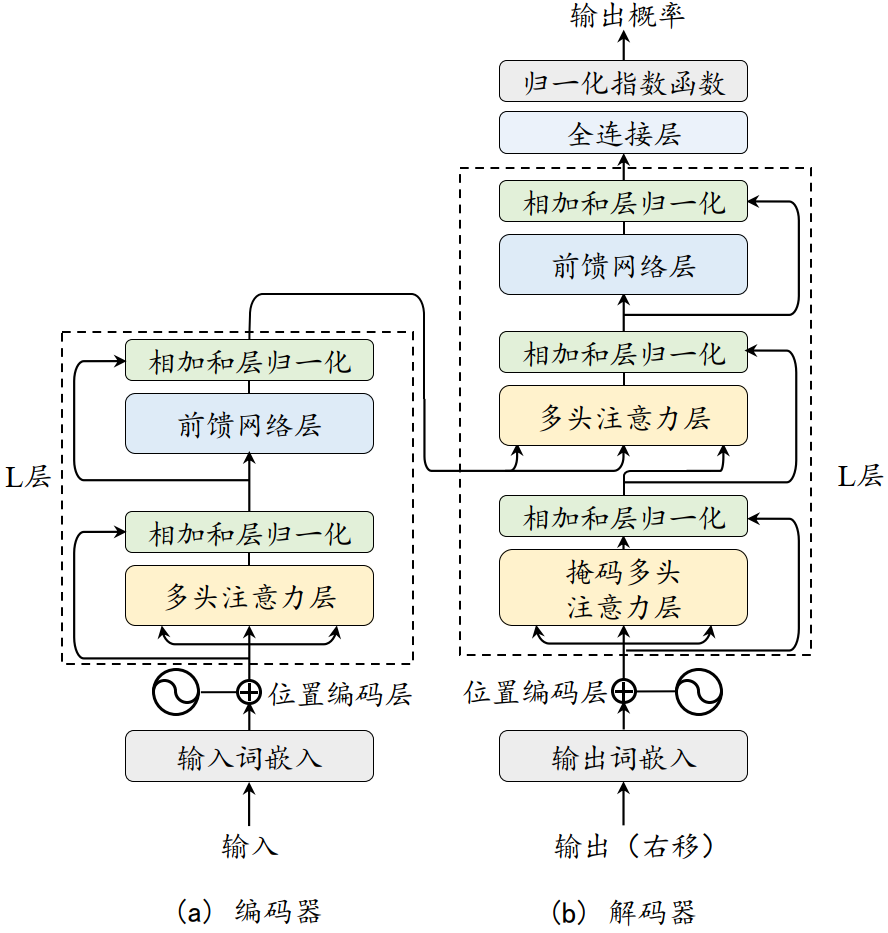 输出概率
归一化指数函数
全连接层
相加和层归一化
前馈网络层
相加和层归一化
多头注意力层
相加和层归一化
掩码多头
注意力层
L层
位置编码层
输出词嵌入
输出（右移）
(b) 解码器
相加和层归一化
前馈网络层
L层
相加和层归一化
多头注意力层
位置编码层
输入词嵌入
输入
(a) 编码器